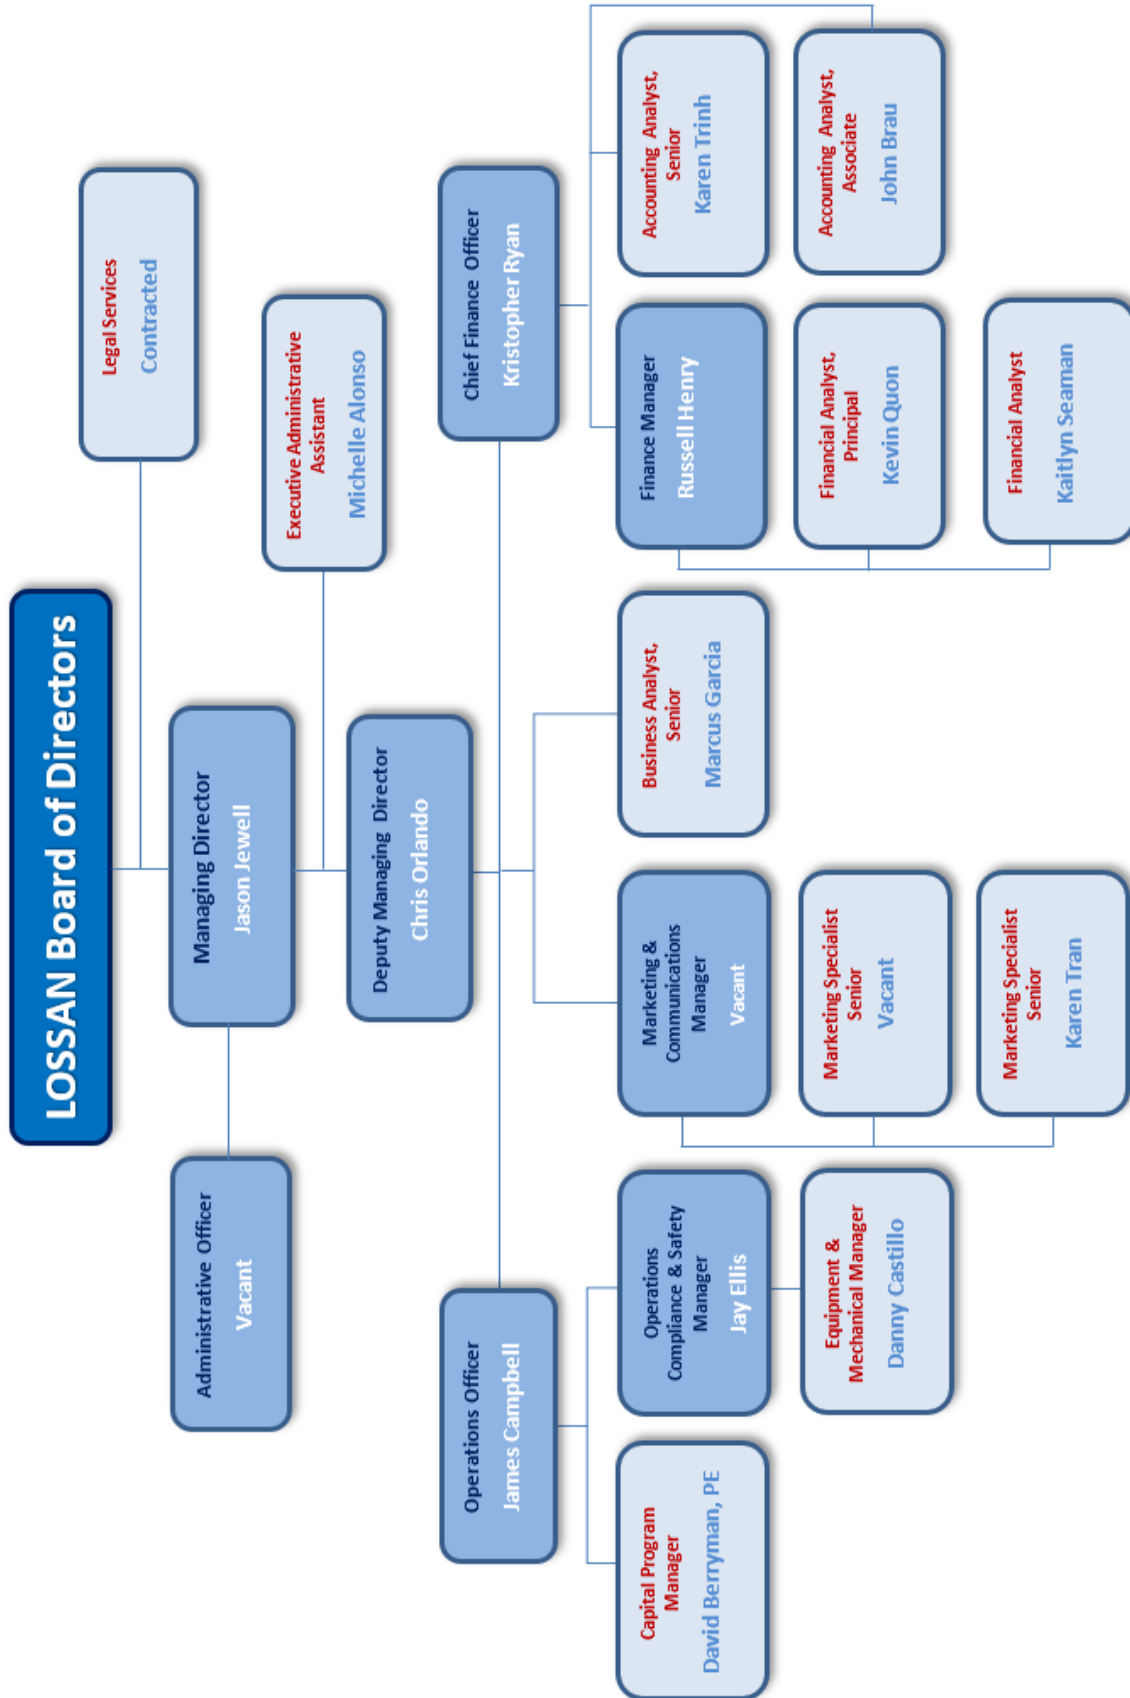 LOSSAN Board of Directors
Legal Services
Contracted
Administrative Officer
Vacant
Managing Director
Jason Jewell
Executive Administrative
Assistant
Michelle Alonso
Deputy Managing Director
Chris Orlando
Operations Officer
James Campbell
Chief Finance Officer
Kristopher Ryan
Capital Program
Manager
David Berryman, PE
Operations
Compliance & Safety
Manager
Jay Ellis
Marketing &
Communications
Manager
Vacant
Business Analyst,
Senior
Marcus Garcia
Finance Manager
Russell Henry
Accounting Analyst,
Senior
Karen Trinh
Equipment &
Mechanical Manager
Danny Castillo
Marketing Specialist
Senior
Vacant
Financial Analyst,
Principal
Kevin Quon
Accounting Analyst,
Associate
John Brau
Marketing Specialist
Senior
Karen Tran
Financial Analyst
Kaitlyn Seaman